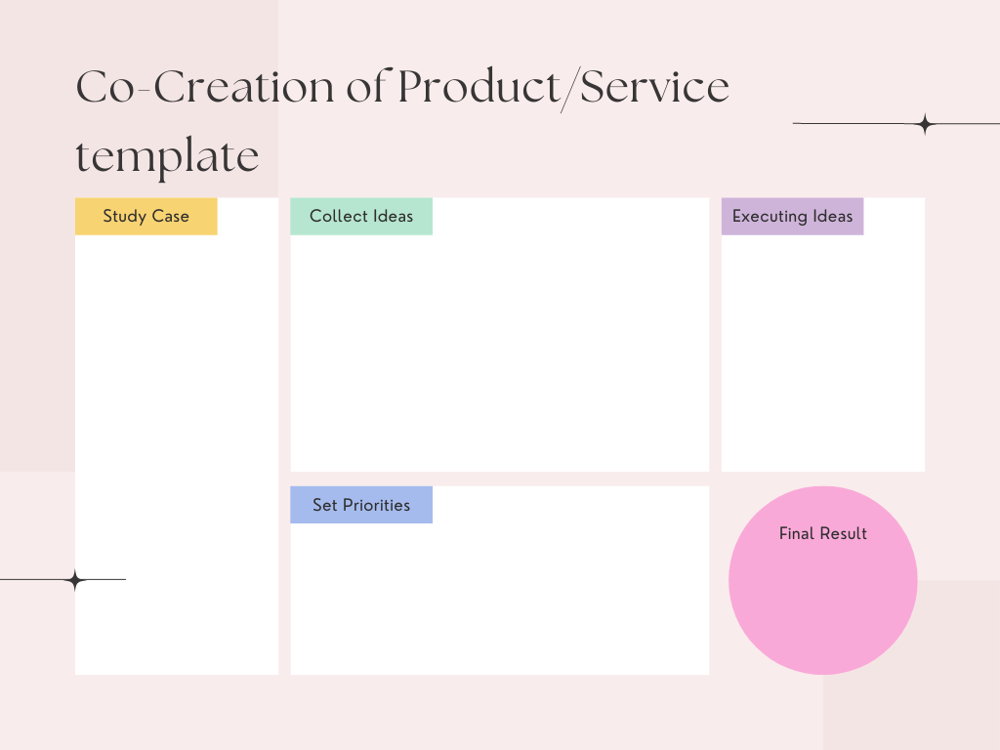 Co-Creation of Product/Service
template
Study Case
Collect Ideas
Executing Ideas
Set Priorities
Final Result